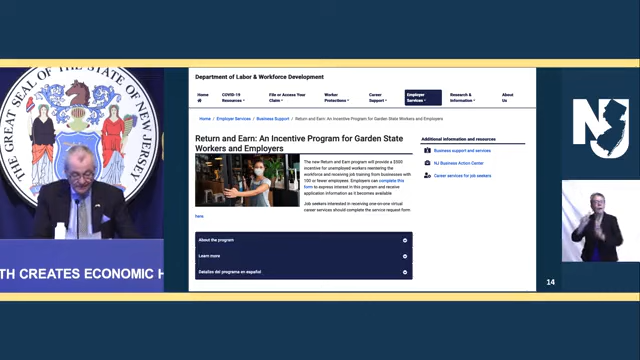 THE GREAT SEAL OF THE STATE OF NEW JERSEY
TH CREATES ECONOMIC H
Department of Labor & Workforce Development
Home
COVID-19 Resources
File or Access Your Claim
Worker Protections
Career Support
Employer Services
Research & Information
About Us
Home / Employer Services / Business Support / Return and Earn: An Incentive Program for Garden State Workers and Employers
Return and Earn: An Incentive Program for Garden State
Workers and Employers
The new Return and Earn program will provide a $500
incentive for unemployed workers reentering the
workforce and receiving job training from businesses with
100 or fewer employees. Employers can complete this
form to express interest in this program and receive
application information as it becomes available.
Job seekers interested in receiving one-on-one virtual
career services should complete the service request form
here.
About the program
Learn more
Detalles del programa en español
Additional information and resources
Business support and services
NJ Business Action Center
Career services for job seekers
NJ
14